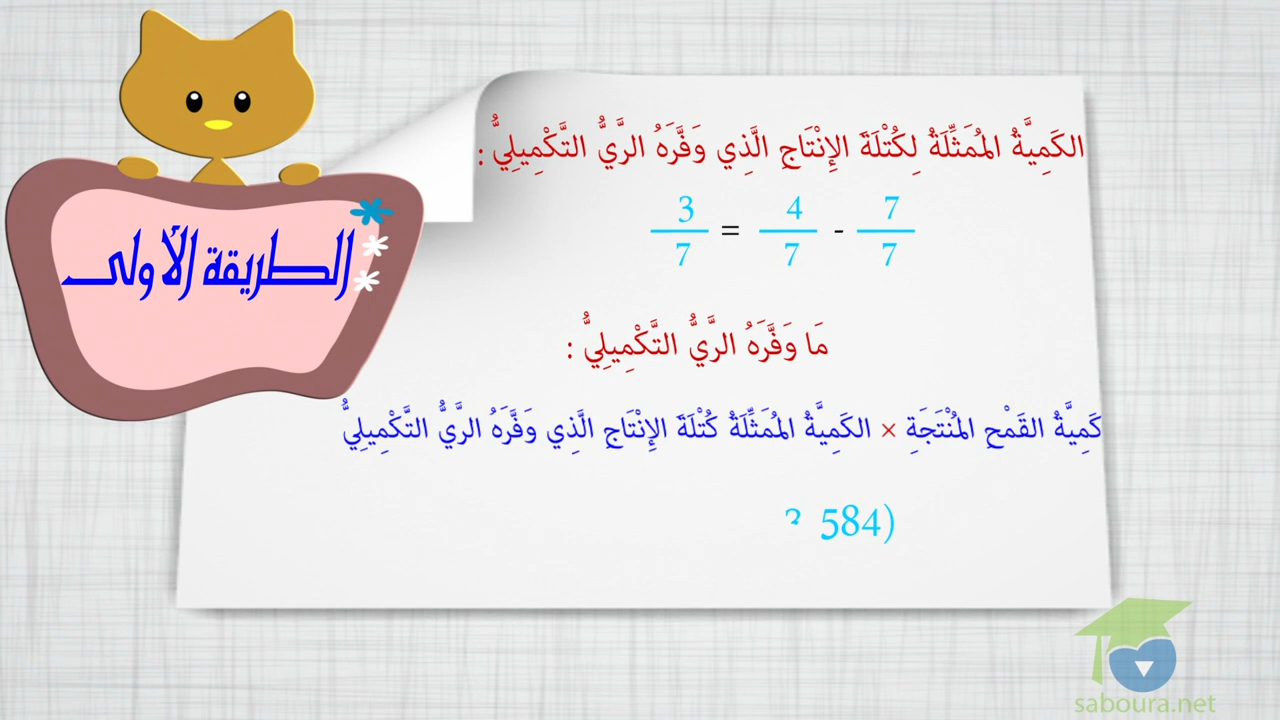 الطريقة الأولى
الكَمِيَّةُ المُمَثِّلَةُ لِكُتْلَةَ الإِنْتَاجِ الَّذِي وَفَّرَهُ الرَّيُّ التَّكْمِيلِيُّ :
7/7 - 4/7 = 3/7
مَا وَفَّرَهُ الرَّيُّ التَّكْمِيلِيُّ :
كَمِيَّةُ القَمْحِ المُنْتَجَةِ × الكَمِيَّةُ المُمَثِّلَةُ كُتْلَةَ الإِنْتَاجِ الَّذِي وَفَّرَهُ الرَّيُّ التَّكْمِيلِيُّ
584)
saboura.net